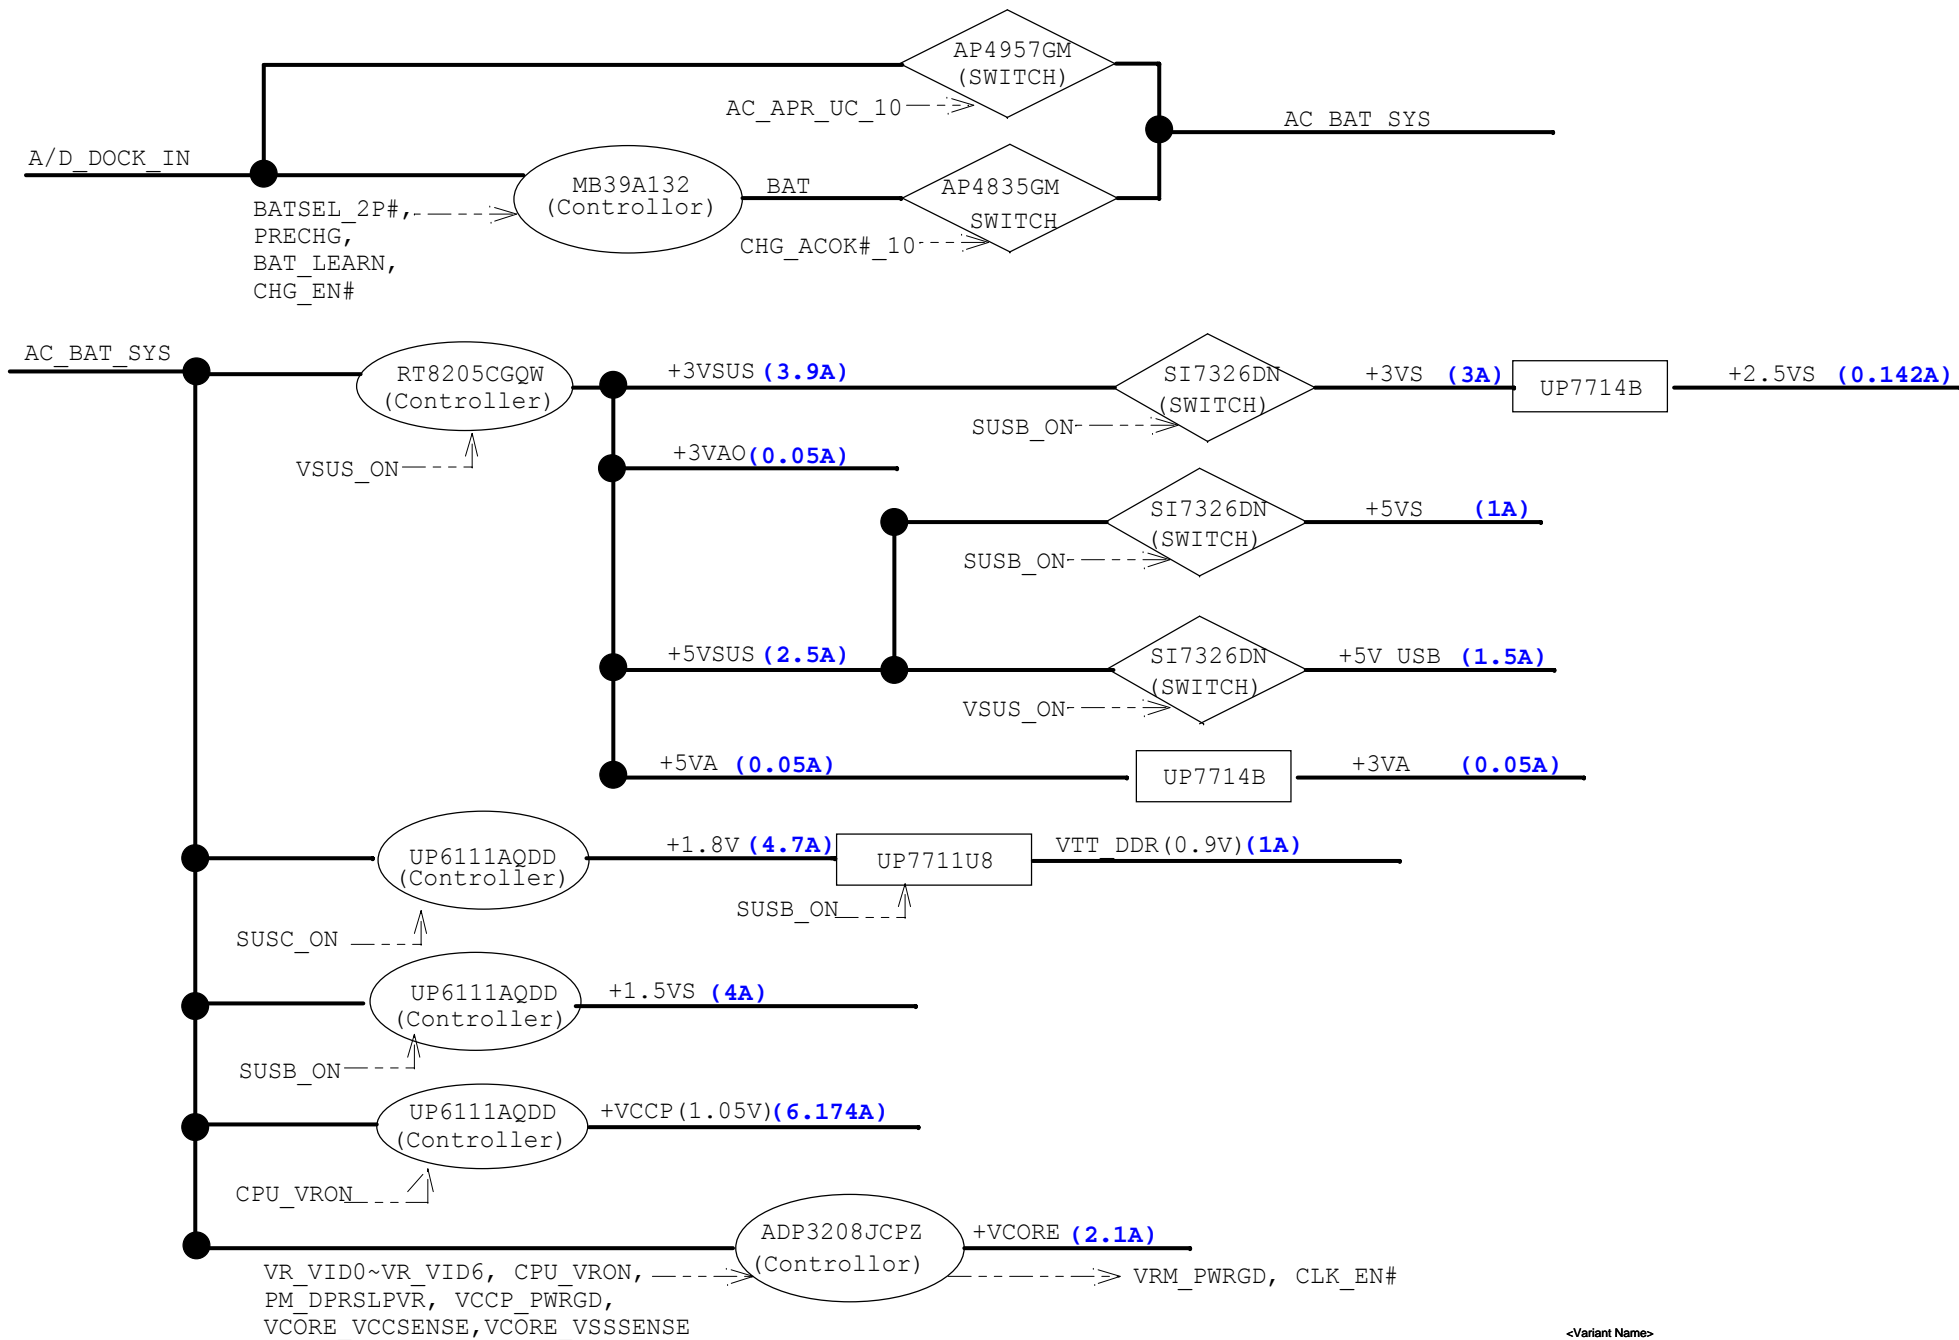 AP4957GM
(SWITCH)
AC_APR_UC_10
AC_BAT_SYS
A/D_DOCK_IN
MB39A132
(Controllor)
BAT
AP4835GM
SWITCH
BATSEL_2P#,
PRECHG,
BAT_LEARN,
CHG_EN#
CHG_ACOK#_10
AC_BAT_SYS
RT8205CGQW
(Controller)
VSUS_ON
+3VSUS (3.9A)
SI7326DN
(SWITCH)
SUSB_ON
+3VS (3A)
UP7714B
+2.5VS (0.142A)
+3VAO(0.05A)
SI7326DN
(SWITCH)
SUSB_ON
+5VS (1A)
+5VSUS (2.5A)
SI7326DN
(SWITCH)
VSUS_ON
+5V USB (1.5A)
+5VA (0.05A)
UP7714B
+3VA (0.05A)
UP6111AQDD
(Controller)
SUSC_ON
+1.8V (4.7A)
UP7711U8
SUSB_ON
VTT_DDR(0.9V)(1A)
UP6111AQDD
(Controller)
SUSB_ON
+1.5VS (4A)
UP6111AQDD
(Controller)
CPU_VRON
+VCCP(1.05V)(6.174A)
ADP3208JCPZ
(Controllor)
+VCORE (2.1A)
VR_VID0~VR_VID6, CPU_VRON,
PM_DPRSLPVR, VCCP_PWRGD,
VCORE_VCCSENSE,VCORE_VSSSENSE
VRM_PWRGD, CLK_EN#
<Variant Name>